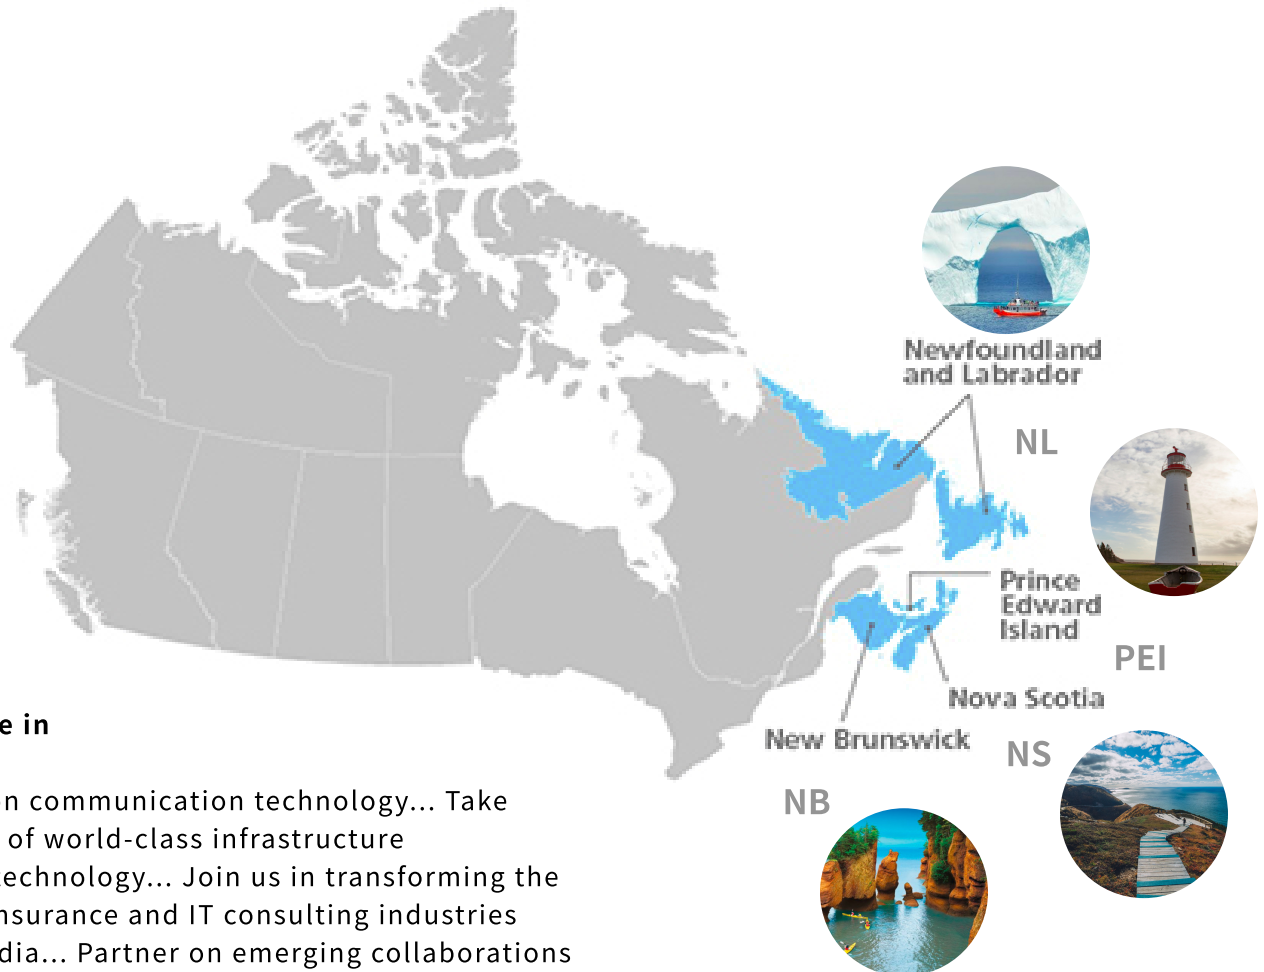 Newfoundland
and Labrador
NL
Prince
Edward
Island
PEI
Nova Scotia
New Brunswick
NS
NB
e in
n communication technology... Take
of world-class infrastructure
technology... Join us in transforming the
nsurance and IT consulting industries
dia... Partner on emerging collaborations